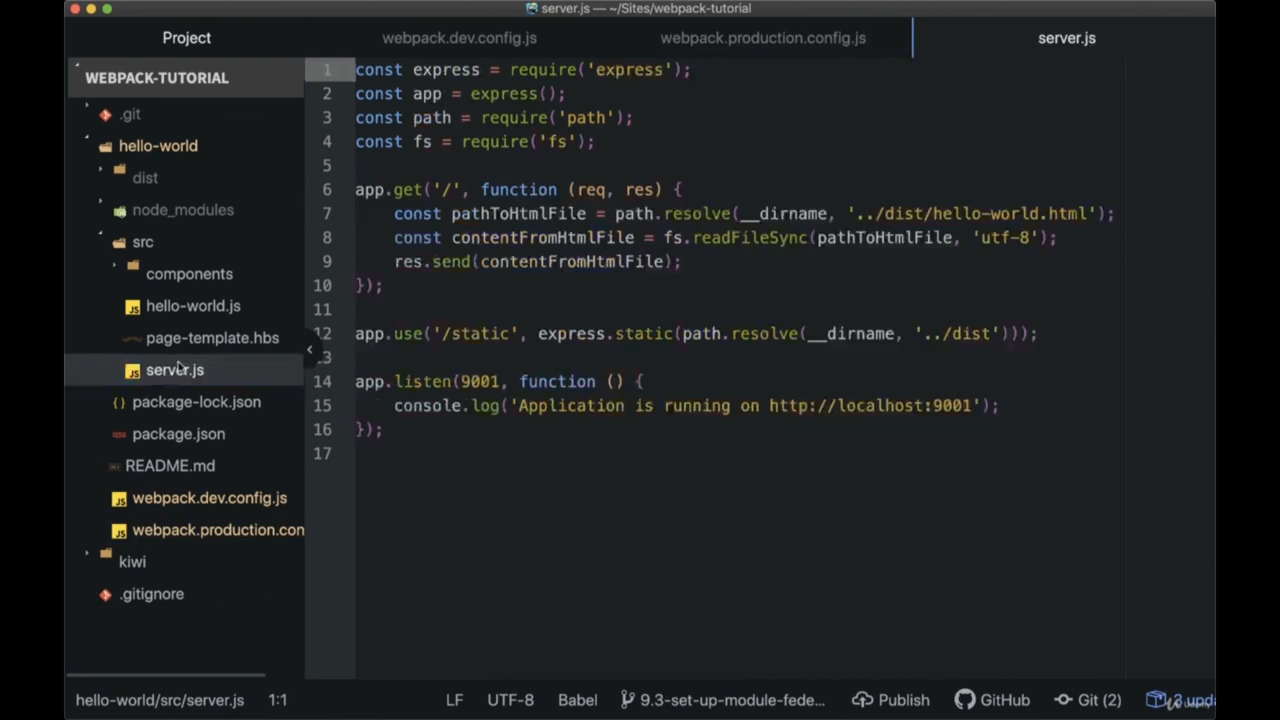 server.js — ~/Sites/webpack-tutorial
Project
webpack.dev.config.js
webpack.production.config.js
server.js
WEBPACK-TUTORIAL
.git
hello-world
dist
node_modules
src
components
hello-world.js
page-template.hbs
server.js
package-lock.json
package.json
README.md
webpack.dev.config.js
webpack.production.con
kiwi
.gitignore
1 const express = require('express');
2 const app = express();
3 const path = require('path');
4 const fs = require('fs');
5
6 app.get('/', function (req, res) {
7 const pathToHtmlFile = path.resolve(__dirname, '../dist/hello-world.html');
8 const contentFromHtmlFile = fs.readFileSync(pathToHtmlFile, 'utf-8');
9 res.send(contentFromHtmlFile);
10 });
11
12 app.use('/static', express.static(path.resolve(__dirname, '../dist')));
13
14 app.listen(9001, function () {
15 console.log('Application is running on http://localhost:9001');
16 });
17
hello-world/src/server.js 1:1 LF UTF-8 Babel 9.3-set-up-module-fede... Publish GitHub Git (2)